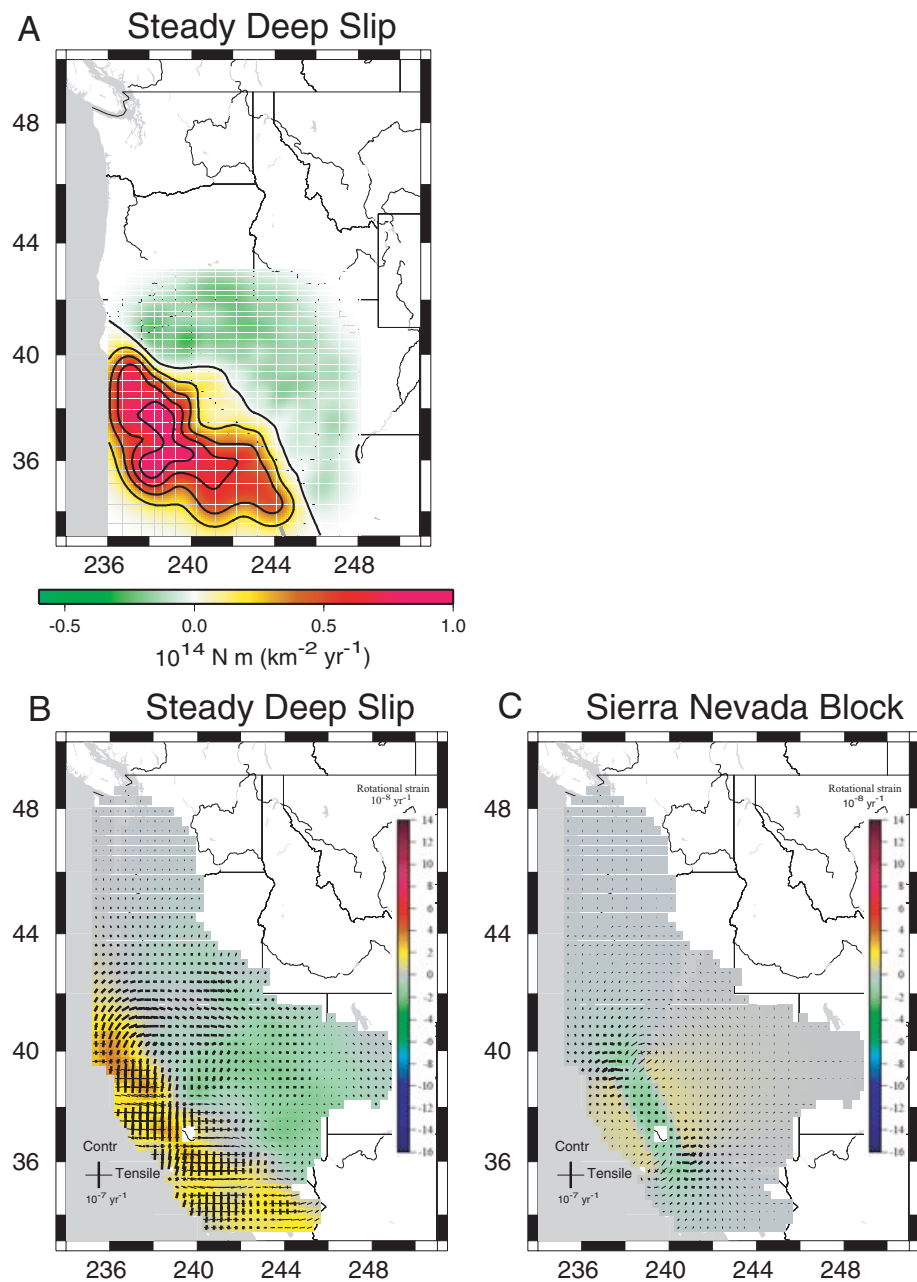 A Steady Deep Slip
48
44
40
36
236 240 244 248
-0.5 0.0 0.5 1.0
10^14 N m (km^-2 yr^-1)
B Steady Deep Slip
Rotational strain
10^-8 yr^-1
14
12
10
8
6
4
2
0
-2
-4
-6
-8
-10
-12
-14
-16
48
44
40
36
Contr
Tensile
10^-7 yr^-1
236 240 244 248
C Sierra Nevada Block
Rotational strain
10^-8 yr^-1
14
12
10
8
6
4
2
0
-2
-4
-6
-8
-10
-12
-14
-16
48
44
40
36
Contr
Tensile
10^-7 yr^-1
236 240 244 248